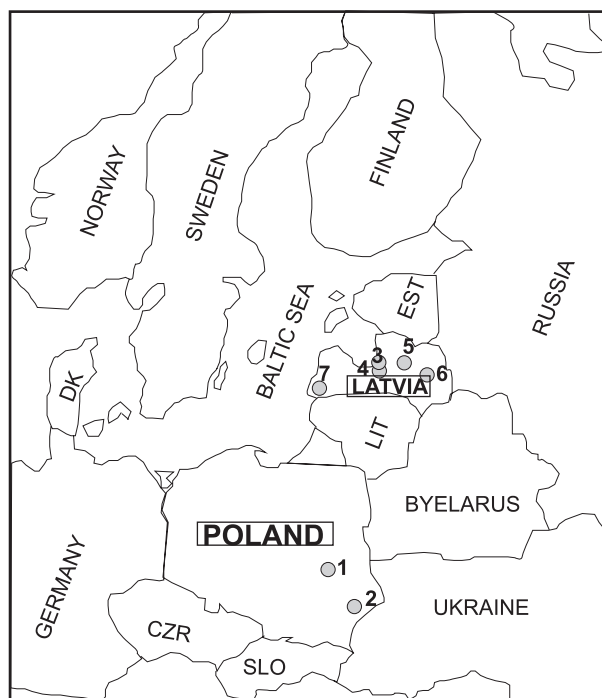 NORWAY
SWEDEN
FINLAND
RUSSIA
EST
BALTIC SEA
3
5
4
6
7
LATVIA
DK
LIT
BYELARUS
POLAND
1
GERMANY
2
UKRAINE
CZR
SLO